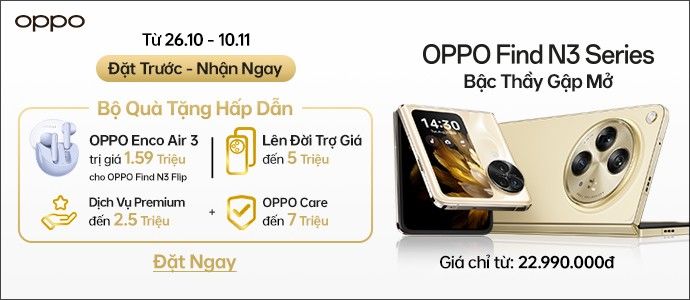 oppo
Từ 26.10 - 10.11
Đặt Trước - Nhận Ngay
Bộ Quà Tặng Hấp Dẫn
OPPO Enco Air 3
trị giá 1.59 Triệu
cho OPPO Find N3 Flip
Lên Đời Trợ Giá
đến 5 Triệu
Dịch Vụ Premium
đến 2.5 Triệu
+
OPPO Care
đến 7 Triệu
Đặt Ngay
OPPO Find N3 Series
Bậc Thầy Gập Mở
14:30
Giá chỉ từ: 22.990.000đ